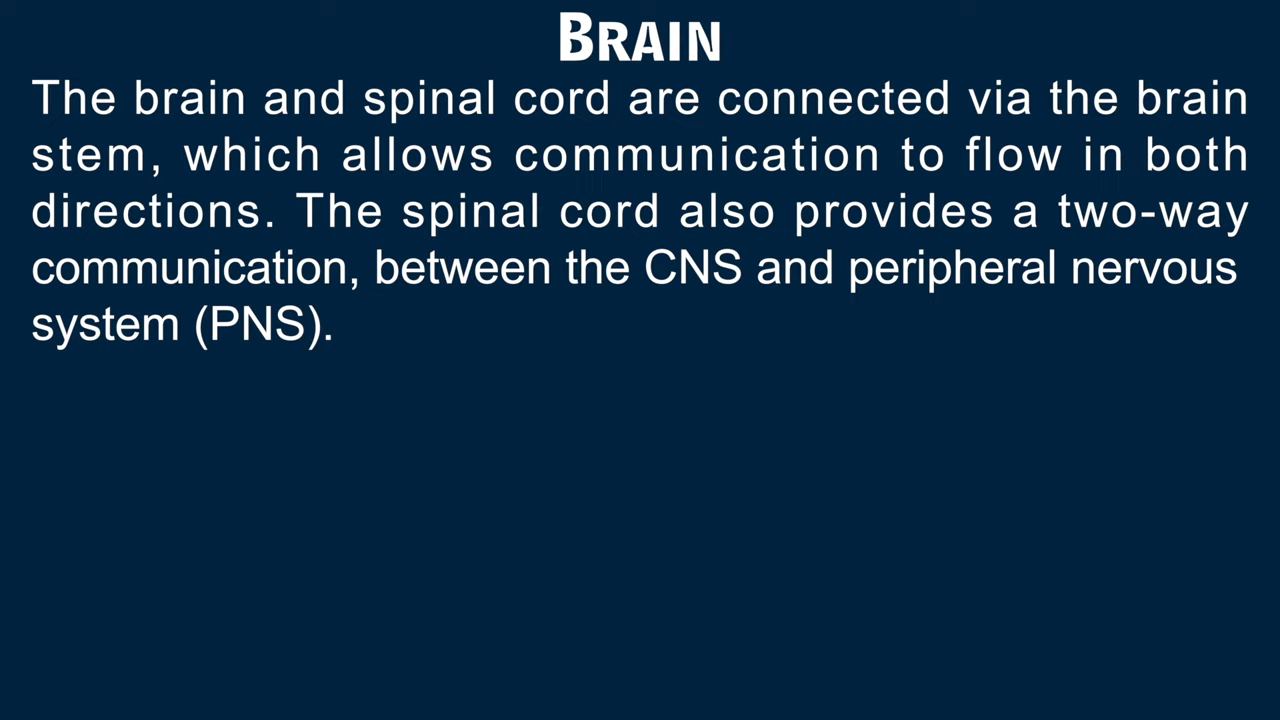 BRAIN
The brain and spinal cord are connected via the brain
stem, which allows communication to flow in both
directions. The spinal cord also provides a two-way
communication, between the CNS and peripheral nervous
system (PNS).